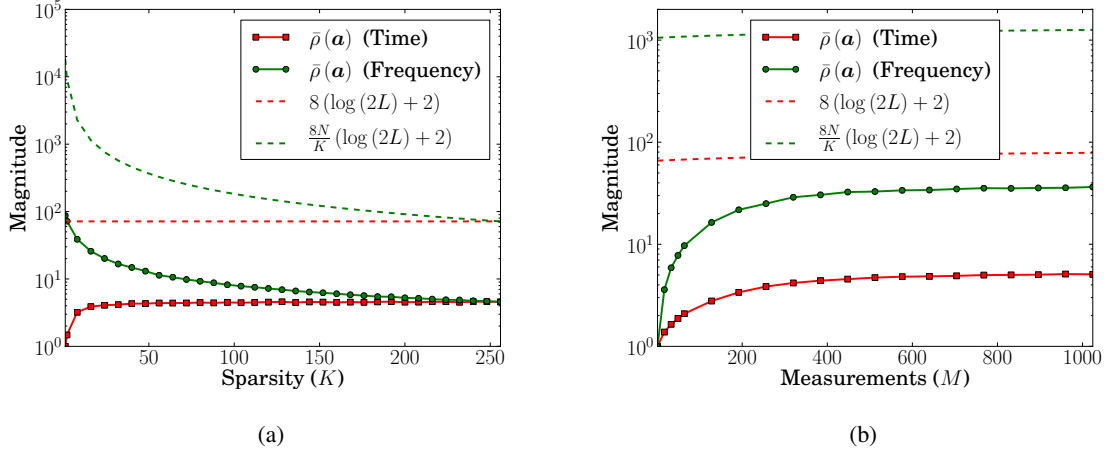 10^5
10^4
10^3
10^2
10^1
10^0
Magnitude
ρ̄(a) (Time)
ρ̄(a) (Frequency)
8 (log (2L) + 2)
8N/K (log (2L) + 2)
50 100 150 200 250
Sparsity (K)
(a)
10^3
10^2
10^1
10^0
Magnitude
ρ̄(a) (Time)
ρ̄(a) (Frequency)
8 (log (2L) + 2)
8N/K (log (2L) + 2)
200 400 600 800 1000
Measurements (M)
(b)